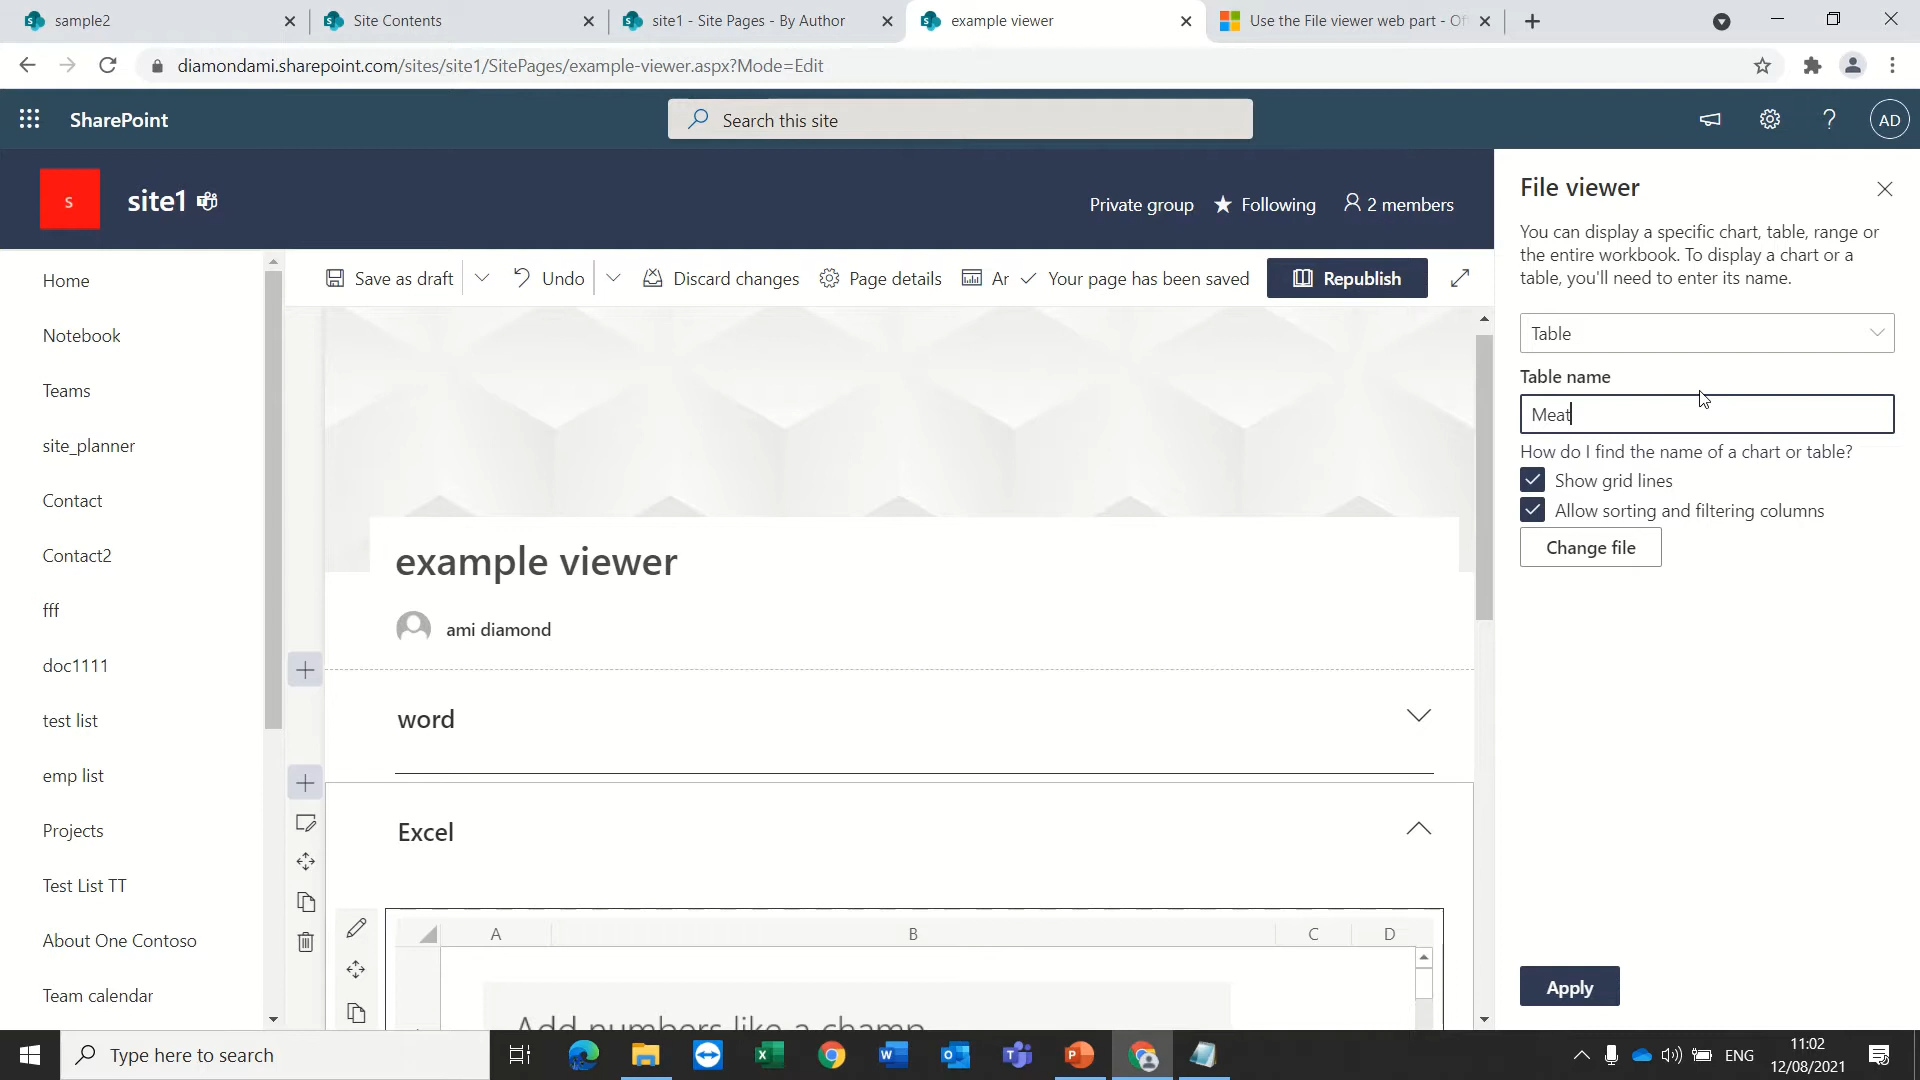 sample2
Site Contents
site1 - Site Pages - By Author
example viewer
Use the File viewer web part - Of
diamondami.sharepoint.com/sites/site1/SitePages/example-viewer.aspx?Mode=Edit
SharePoint
Search this site
AD
S
site1
Private group
Following
2 members
Home
Notebook
Teams
site_planner
Contact
Contact2
fff
doc1111
test list
emp list
Projects
Test List TT
About One Contoso
Team calendar
Save as draft
Undo
Discard changes
Page details
Ar
Your page has been saved
Republish
example viewer
ami diamond
word
Excel
A B C D
Add numbers like a champ
File viewer
You can display a specific chart, table, range or
the entire workbook. To display a chart or a
table, you'll need to enter its name.
Table
Table name
Meat
How do I find the name of a chart or table?
Show grid lines
Allow sorting and filtering columns
Change file
Apply
Type here to search
ENG
11:02
12/08/2021